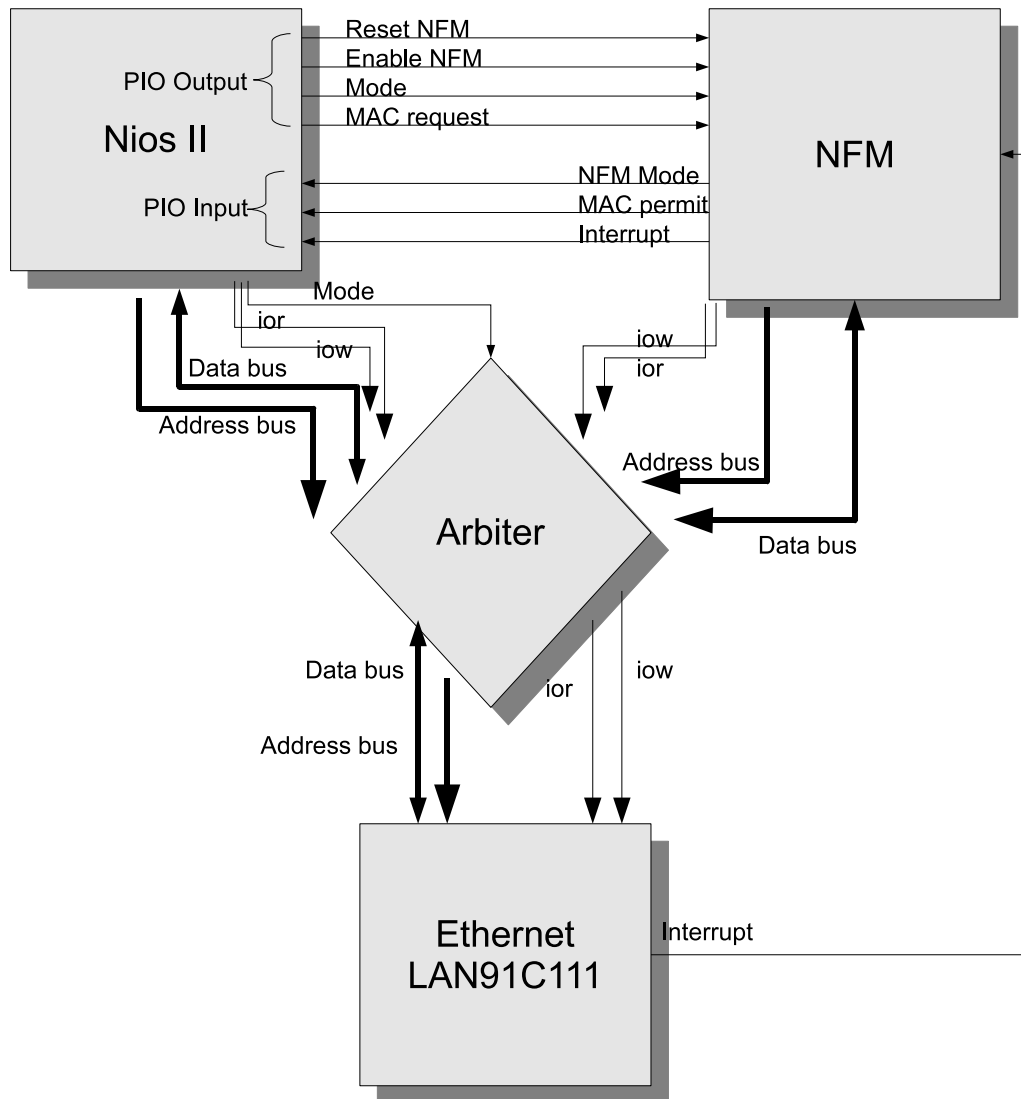 Reset NFM
Enable NFM
PIO Output
Mode
MAC request
Nios II
NFM
NFM Mode
MAC permit
PIO Input
Interrupt
Mode
ior
iow
iow
ior
Data bus
Address bus
Address bus
Arbiter
Data bus
Data bus
iow
ior
Address bus
Ethernet
LAN91C111
Interrupt